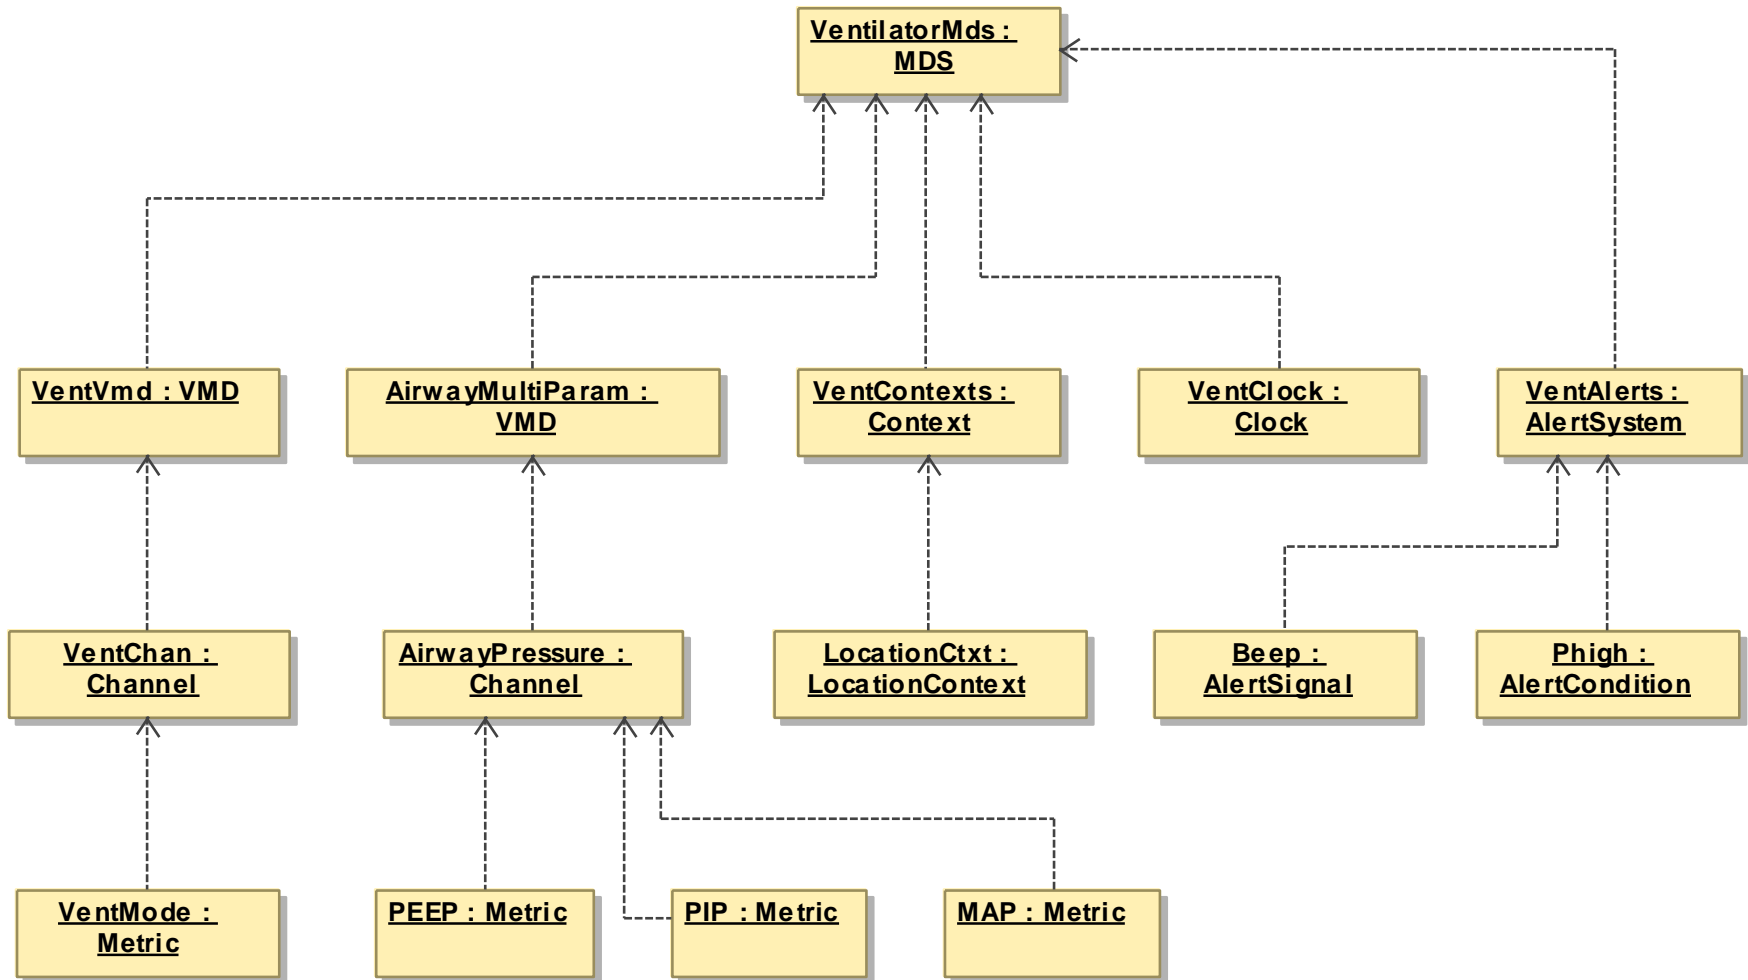 VentilatorMds :
MDS
VentVmd : VMD
AirwayMultiParam :
VMD
VentContexts :
Context
VentClock :
Clock
VentAlerts :
AlertSystem
VentChan :
Channel
AirwayPressure :
Channel
LocationCtxt :
LocationContext
Beep :
AlertSignal
Phigh :
AlertCondition
VentMode :
Metric
PEEP : Metric
PIP : Metric
MAP : Metric